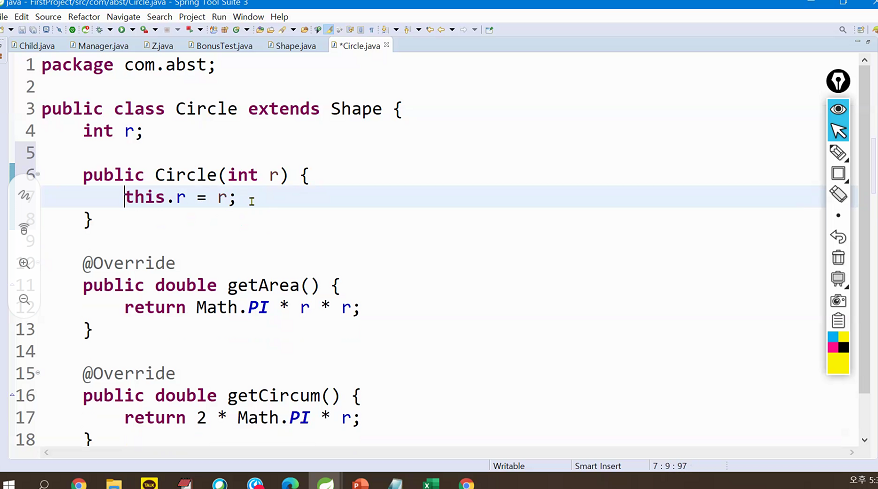 java - FirstProject/src/com/abst/Circle.java - Spring Tool Suite 3
File Edit Source Refactor Navigate Search Project Run Window Help
Child.java Manager.java Z.java BonusTest.java Shape.java *Circle.java
1 package com.abst;
2
3 public class Circle extends Shape {
4 int r;
5
6 public Circle(int r) {
7 this.r = r;
8 }
9
10 @Override
11 public double getArea() {
12 return Math.PI * r * r;
13 }
14
15 @Override
16 public double getCircum() {
17 return 2 * Math.PI * r;
18 }
Writable Smart Insert 7 : 9 : 97
TALK
오후